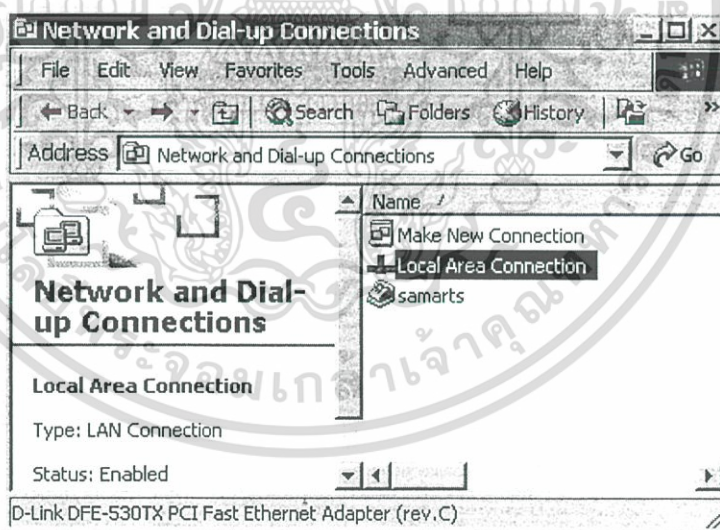 Network and Dial-up Connections
File Edit View Favorites Tools Advanced Help
Back Search Folders History »
Address Network and Dial-up Connections Go
Name
Make New Connection
Local Area Connection
samarts
Network and Dial-
up Connections
Local Area Connection
Type: LAN Connection
Status: Enabled
D-Link DFE-530TX PCI Fast Ethernet Adapter (rev.C)